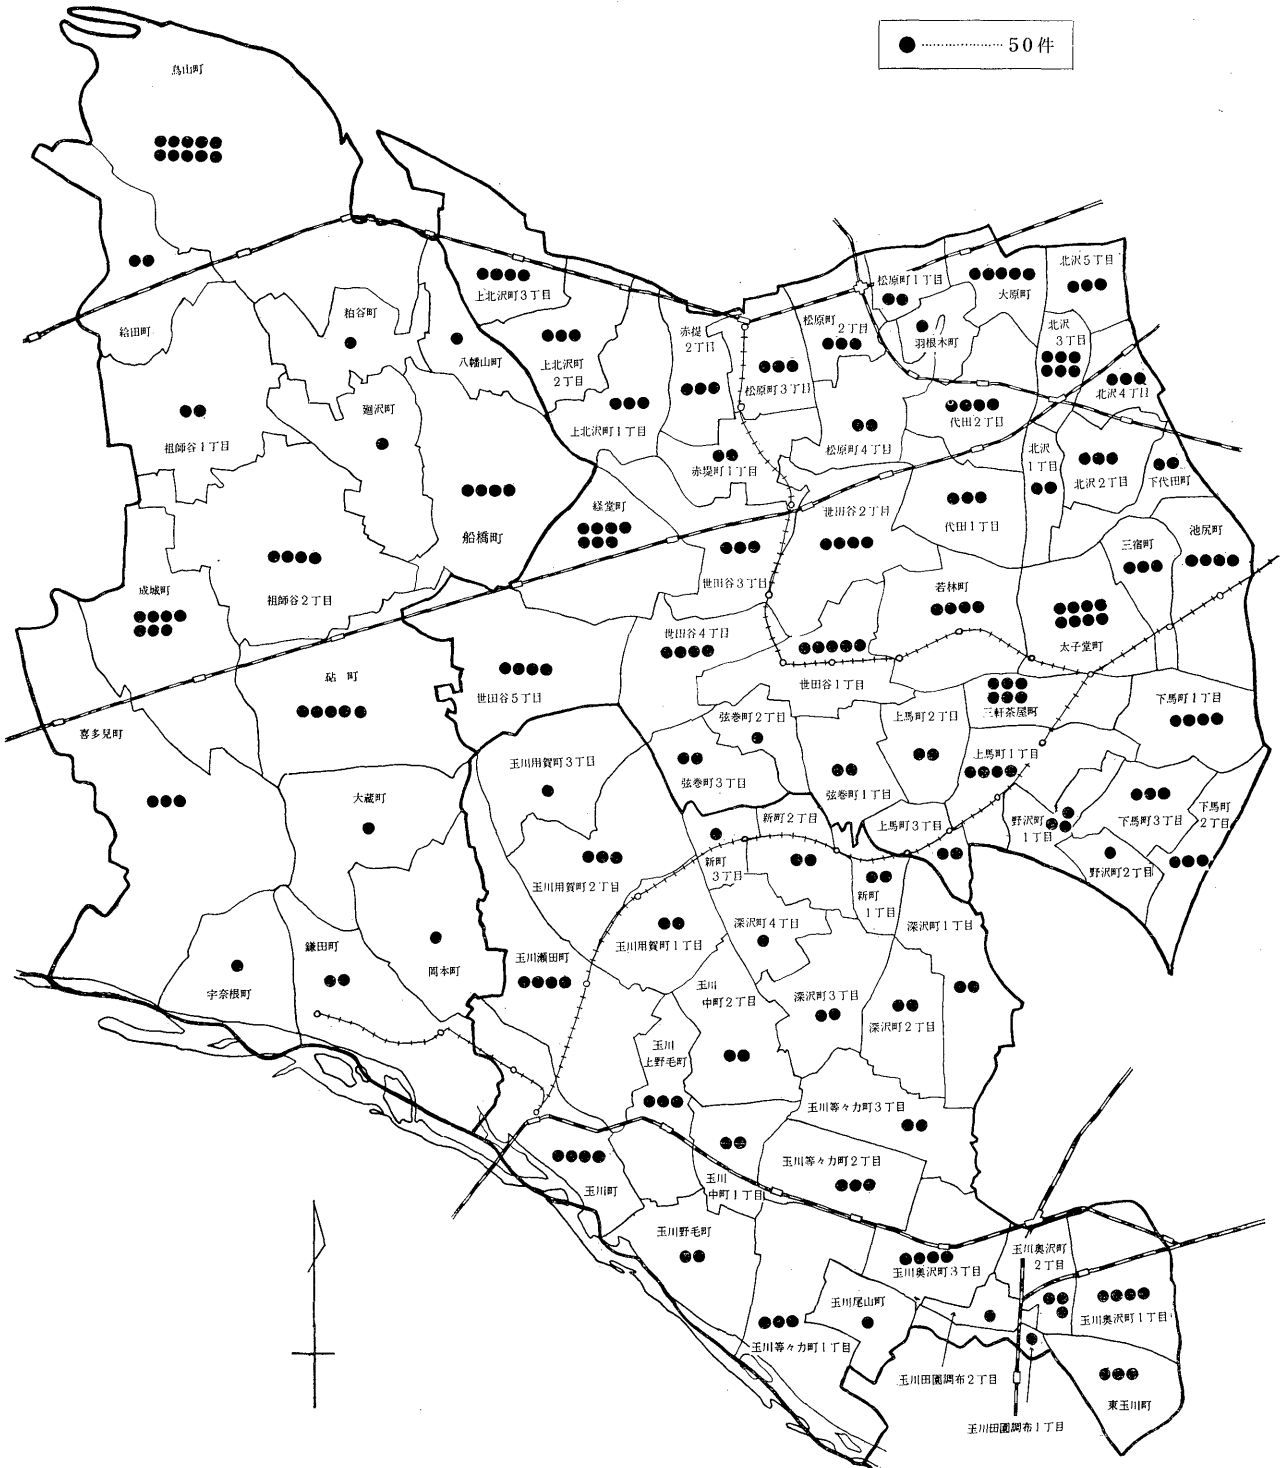 50件
烏山町
給田町
粕谷町
八幡山町
上北沢町3丁目
上北沢町
2丁目
上北沢町1丁目
赤堤
2丁目
赤堤町1丁目
松原町3丁目
松原町
2丁目
松原町1丁目
松原町4丁目
羽根木町
大原町
北沢5丁目
北沢
3丁目
北沢4丁目
代田2丁目
北沢
1丁目
北沢2丁目
下代田町
代田1丁目
池尻町
三宿町
祖師谷1丁目
廻沢町
船橋町
経堂町
世田谷2丁目
世田谷3丁目
若林町
太子堂町
成城町
祖師谷2丁目
世田谷4丁目
世田谷1丁目
世田谷5丁目
砧町
喜多見町
三軒茶屋町
下馬町1丁目
弦巻町2丁目
弦巻町3丁目
弦巻町1丁目
上馬町2丁目
上馬町1丁目
上馬町3丁目
野沢町
1丁目
下馬町3丁目
下馬町
2丁目
野沢町2丁目
大蔵町
玉川用賀町3丁目
新町2丁目
新町
3丁目
新町
1丁目
玉川用賀町2丁目
玉川用賀町1丁目
深沢町4丁目
深沢町1丁目
鎌田町
岡本町
宇奈根町
玉川瀬田町
玉川
中町2丁目
深沢町3丁目
深沢町2丁目
玉川
上野毛町
玉川等々力町3丁目
玉川等々力町2丁目
玉川町
玉川
中町1丁目
玉川野毛町
玉川奥沢町3丁目
玉川奥沢町
2丁目
玉川奥沢町1丁目
玉川尾山町
玉川等々力町1丁目
玉川田園調布2丁目
玉川田園調布1丁目
東玉川町